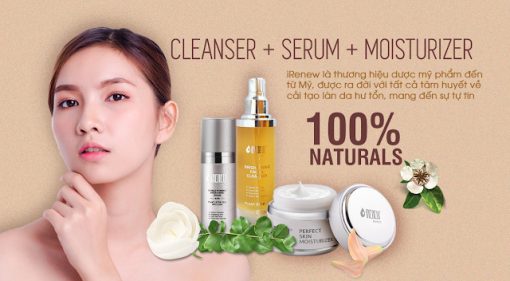 CLEANSER + SERUM + MOISTURIZER
iRenew là thương hiệu dược mỹ phẩm đến
từ Mỹ, được ra đời với tất cả tâm huyết về
cải tạo làn da hư tổn, mang đến sự tự tin
100%
NATURALS
PERFECT
SKIN
MOISTURIZER